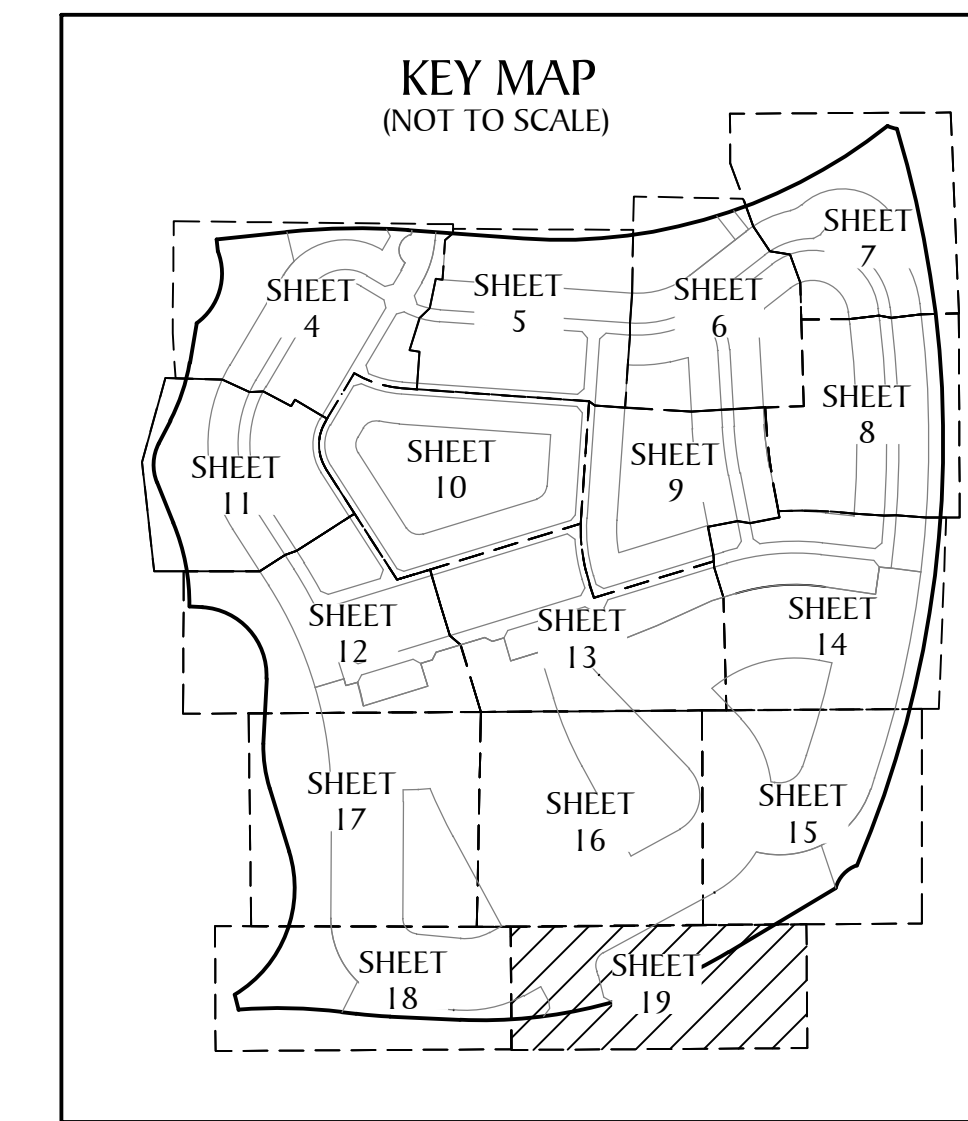 KEY MAP
(NOT TO SCALE)
SHEET
7
SHEET
4
SHEET
5
SHEET
6
SHEET
8
SHEET
11
SHEET
10
SHEET
9
SHEET
12
SHEET
13
SHEET
14
SHEET
17
SHEET
16
SHEET
15
SHEET
18
SHEET
19